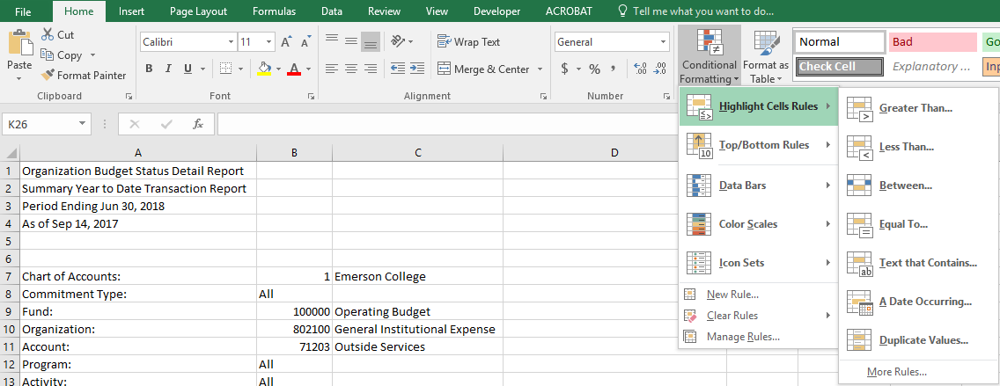 File Home Insert Page Layout Formulas Data Review View Developer ACROBAT Tell me what you want to do...
Cut
Copy
Format Painter
Paste
Clipboard
Calibri 11 A A
B I U A
Font
Wrap Text
Merge & Center
Alignment
General
$ % , .00 .00
Number
Conditional Formatting
Format as Table
Normal Bad Go
Check Cell Explanatory ... Inp
K26 fx
A B C D
1 Organization Budget Status Detail Report
2 Summary Year to Date Transaction Report
3 Period Ending Jun 30, 2018
4 As of Sep 14, 2017
5
6
7 Chart of Accounts: 1 Emerson College
8 Commitment Type: All
9 Fund: 100000 Operating Budget
10 Organization: 802100 General Institutional Expense
11 Account: 71203 Outside Services
12 Program: All
13 Activity: All
Highlight Cells Rules
Top/Bottom Rules
Data Bars
Color Scales
Icon Sets
New Rule...
Clear Rules
Manage Rules...
Greater Than...
Less Than...
Between...
Equal To...
Text that Contains...
A Date Occurring...
Duplicate Values...
More Rules...